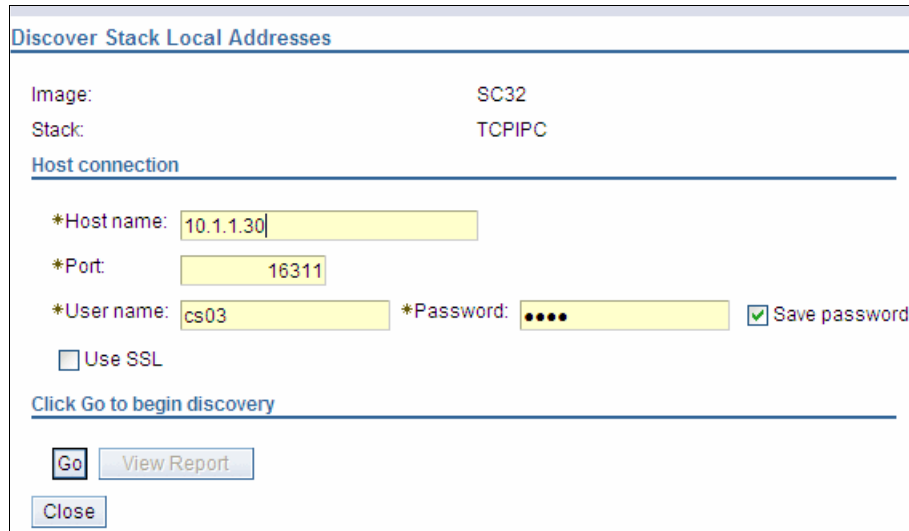 Discover Stack Local Addresses
Image: SC32
Stack: TCPIPC
Host connection
*Host name: 10.1.1.30
*Port: 16311
*User name: cs03 *Password: •••• Save password
Use SSL
Click Go to begin discovery
Go View Report
Close